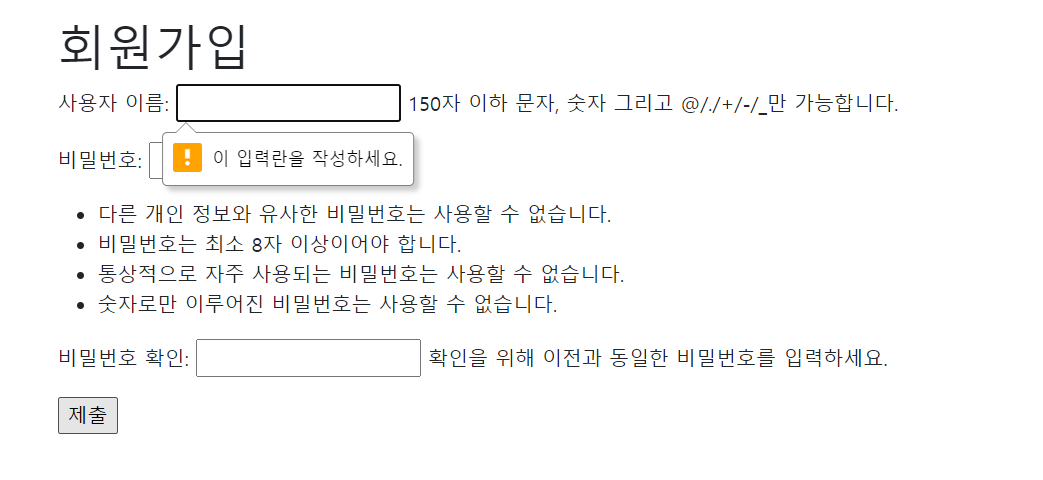 회원가입
사용자 이름: 150자 이하 문자, 숫자 그리고 @/./+/-/_만 가능합니다.
이 입력란을 작성하세요.
비밀번호:
다른 개인 정보와 유사한 비밀번호는 사용할 수 없습니다.
비밀번호는 최소 8자 이상이어야 합니다.
통상적으로 자주 사용되는 비밀번호는 사용할 수 없습니다.
숫자로만 이루어진 비밀번호는 사용할 수 없습니다.
비밀번호 확인: 확인을 위해 이전과 동일한 비밀번호를 입력하세요.
제출